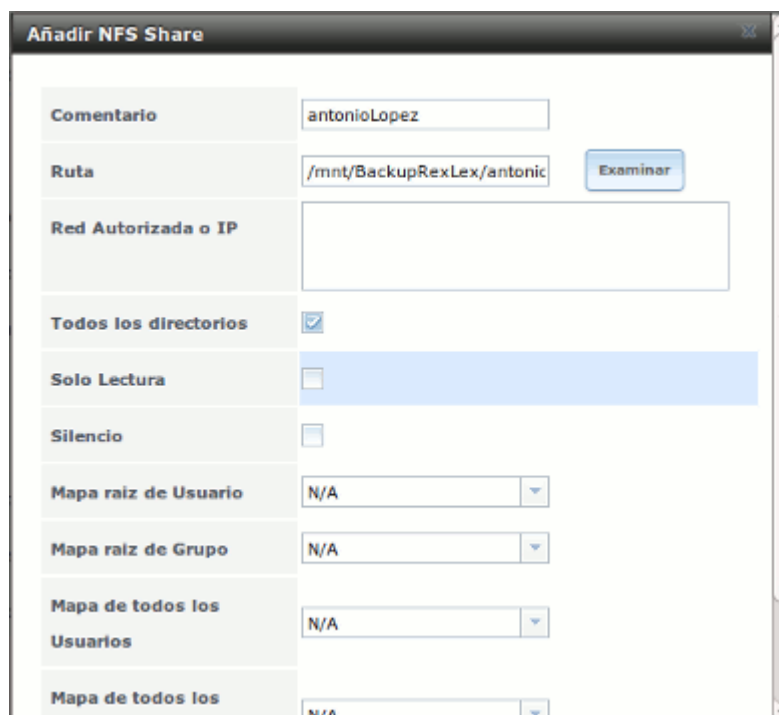 Añadir NFS Share
Comentario
antonioLopez
Ruta
/mnt/BackupRexLex/antonic
Examinar
Red Autorizada o IP
Todos los directorios
Solo Lectura
Silencio
Mapa raiz de Usuario
N/A
Mapa raiz de Grupo
N/A
Mapa de todos los
Usuarios
N/A
Mapa de todos los
N/A